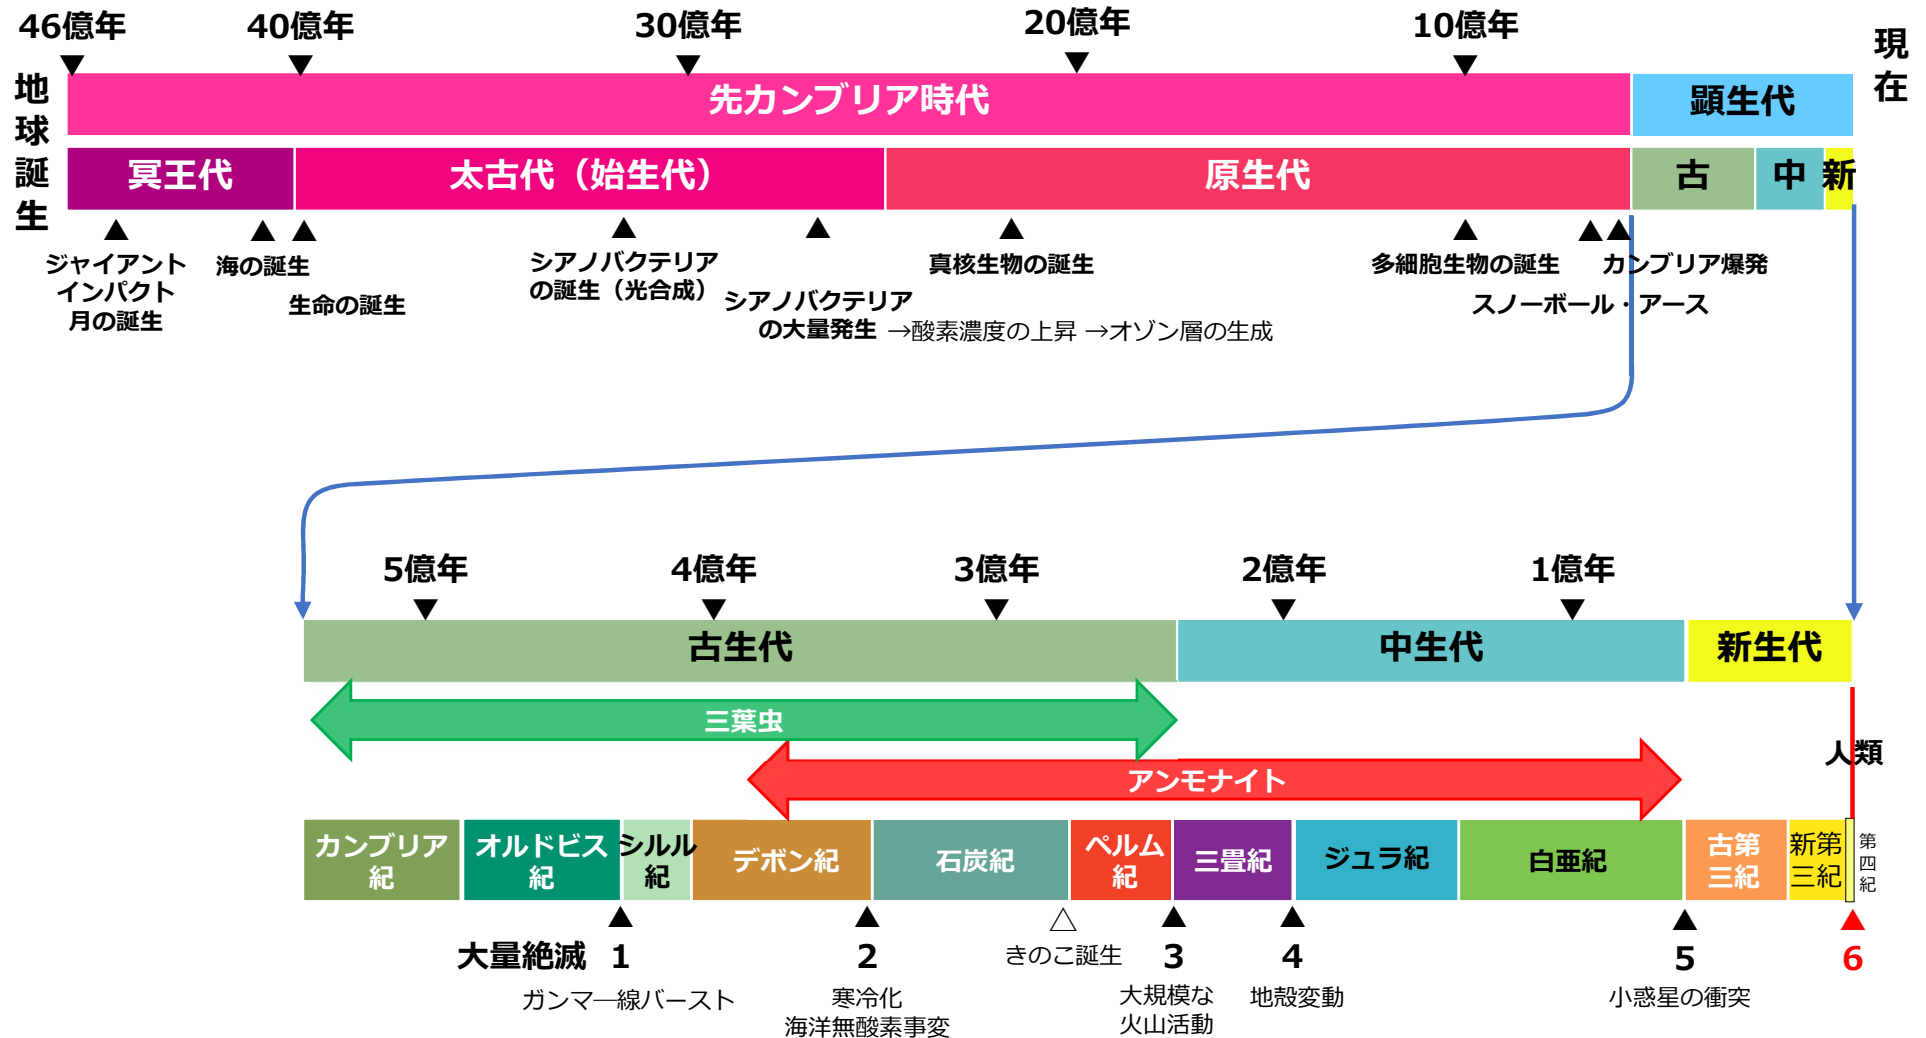 46億年
40億年
30億年
20億年
10億年
現在
地球誕生
先カンブリア時代
顕生代
冥王代
太古代（始生代）
原生代
古
中
新
ジャイアント
インパクト
月の誕生
海の誕生
生命の誕生
シアノバクテリア
の誕生（光合成）
シアノバクテリア
の大量発生
→酸素濃度の上昇 →オゾン層の生成
真核生物の誕生
多細胞生物の誕生
カンブリア爆発
スノーボール・アース
5億年
4億年
3億年
2億年
1億年
古生代
中生代
新生代
三葉虫
アンモナイト
人類
カンブリア
紀
オルドビス
紀
シルル
紀
デボン紀
石炭紀
ペルム
紀
三畳紀
ジュラ紀
白亜紀
古第
三紀
新第
三紀
第四紀
大量絶滅
1
ガンマ―線バースト
2
寒冷化
海洋無酸素事変
きのこ誕生
3
大規模な
火山活動
4
地殻変動
5
小惑星の衝突
6